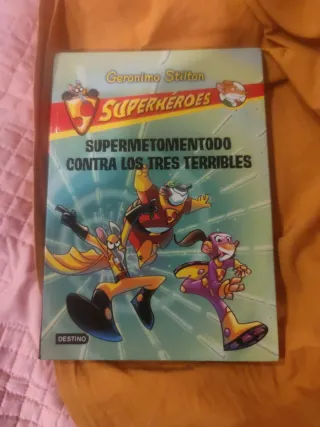 Geronimo Stilton
SUPERHÉROES
SUPERMETOMENTODO
CONTRA LOS TRES TERRIBLES
DESTINO